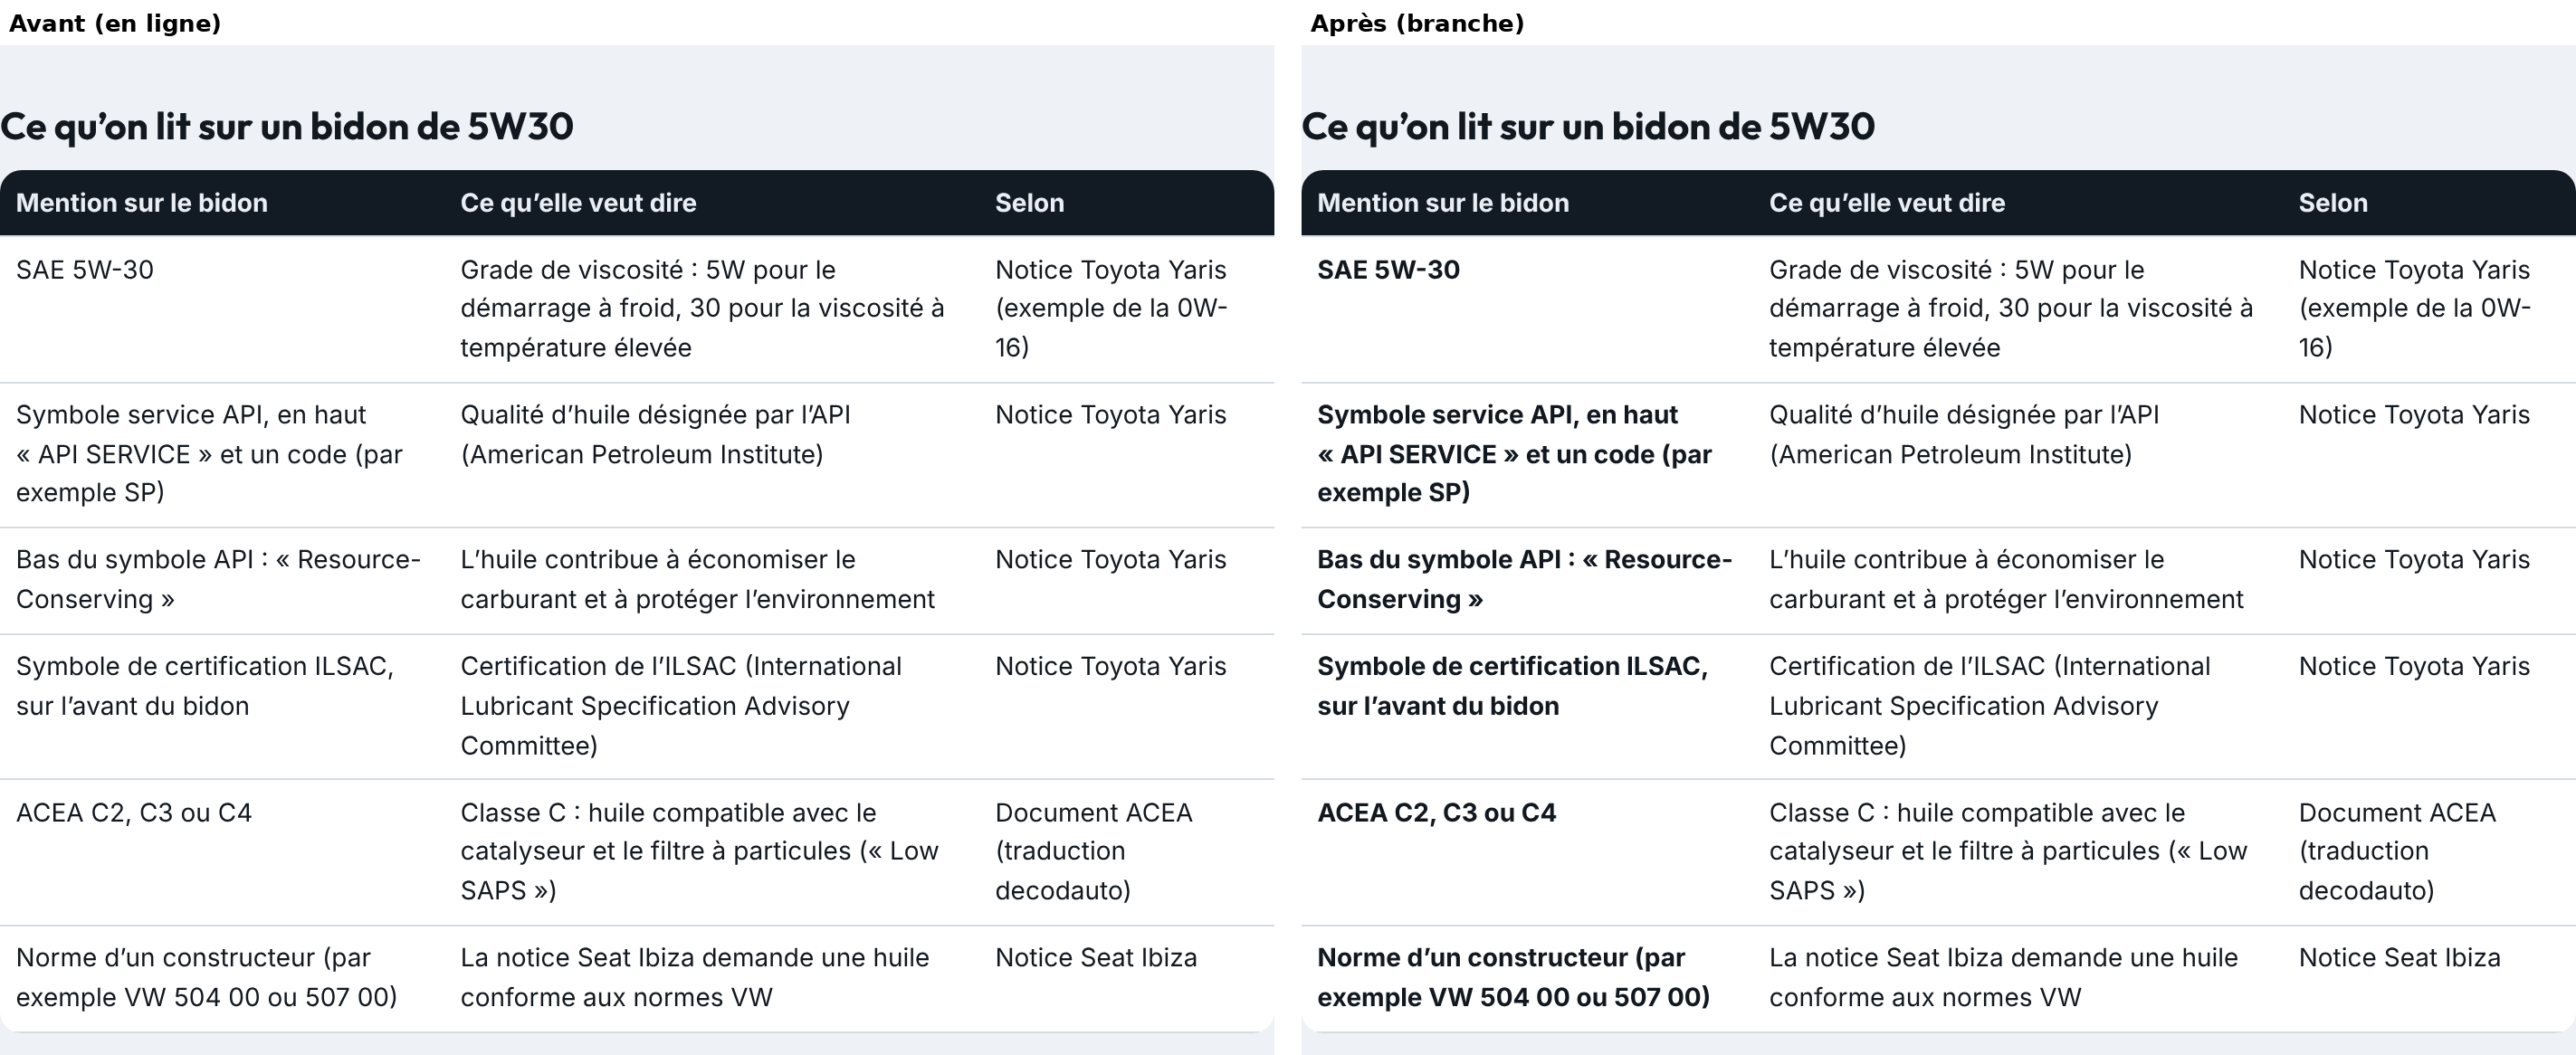 Avant (en ligne)
Ce qu’on lit sur un bidon de 5W30
Mention sur le bidon
Ce qu’elle veut dire
Selon
SAE 5W-30
Grade de viscosité : 5W pour le
démarrage à froid, 30 pour la viscosité à
température élevée
Notice Toyota Yaris
(exemple de la 0W-
16)
Symbole service API, en haut
« API SERVICE » et un code (par
exemple SP)
Qualité d’huile désignée par l’API
(American Petroleum Institute)
Notice Toyota Yaris
Bas du symbole API : « Resource-
Conserving »
L’huile contribue à économiser le
carburant et à protéger l’environnement
Notice Toyota Yaris
Symbole de certification ILSAC,
sur l’avant du bidon
Certification de l’ILSAC (International
Lubricant Specification Advisory
Committee)
Notice Toyota Yaris
ACEA C2, C3 ou C4
Classe C : huile compatible avec le
catalyseur et le filtre à particules (« Low
SAPS »)
Document ACEA
(traduction
decodauto)
Norme d’un constructeur (par
exemple VW 504 00 ou 507 00)
La notice Seat Ibiza demande une huile
conforme aux normes VW
Notice Seat Ibiza
Après (branche)
Ce qu’on lit sur un bidon de 5W30
Mention sur le bidon
Ce qu’elle veut dire
Selon
SAE 5W-30
Grade de viscosité : 5W pour le
démarrage à froid, 30 pour la viscosité à
température élevée
Notice Toyota Yaris
(exemple de la 0W-
16)
Symbole service API, en haut
« API SERVICE » et un code (par
exemple SP)
Qualité d’huile désignée par l’API
(American Petroleum Institute)
Notice Toyota Yaris
Bas du symbole API : « Resource-
Conserving »
L’huile contribue à économiser le
carburant et à protéger l’environnement
Notice Toyota Yaris
Symbole de certification ILSAC,
sur l’avant du bidon
Certification de l’ILSAC (International
Lubricant Specification Advisory
Committee)
Notice Toyota Yaris
ACEA C2, C3 ou C4
Classe C : huile compatible avec le
catalyseur et le filtre à particules (« Low
SAPS »)
Document ACEA
(traduction
decodauto)
Norme d’un constructeur (par
exemple VW 504 00 ou 507 00)
La notice Seat Ibiza demande une huile
conforme aux normes VW
Notice Seat Ibiza